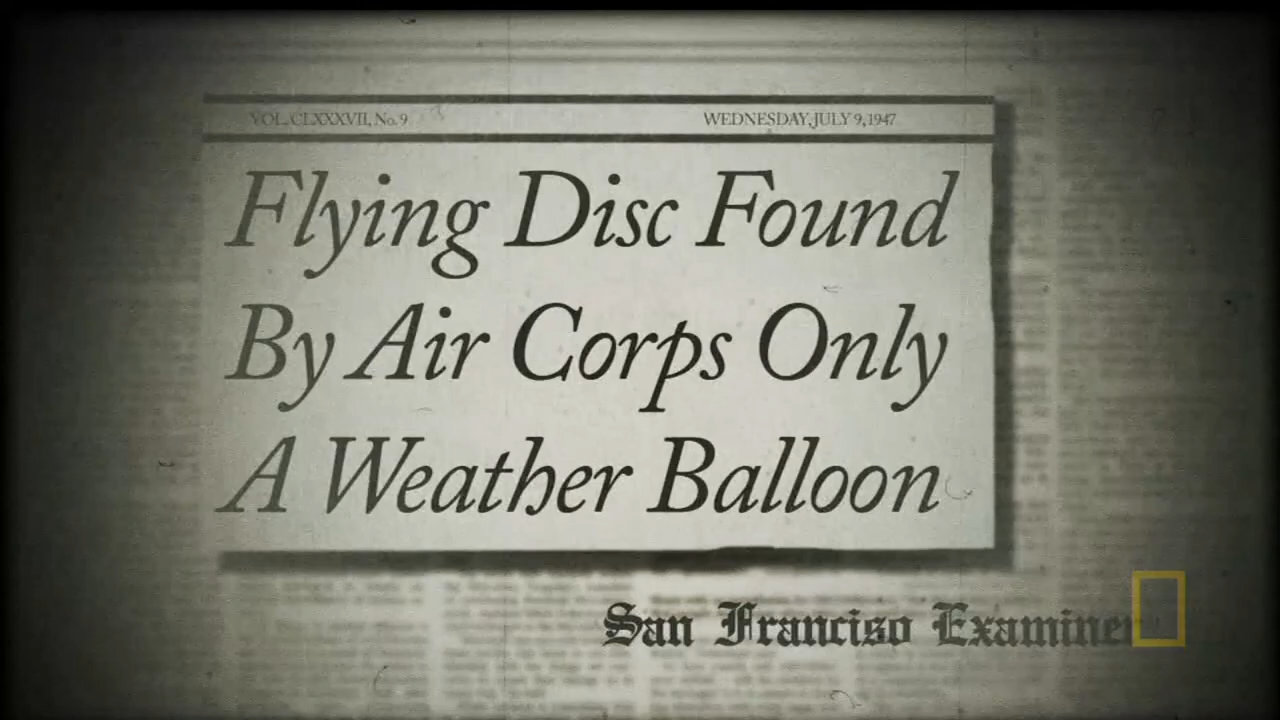 VOL. CLXXXVII, No. 9
WEDNESDAY, JULY 9, 1947
Flying Disc Found
By Air Corps Only
A Weather Balloon
San Franciso Examiner